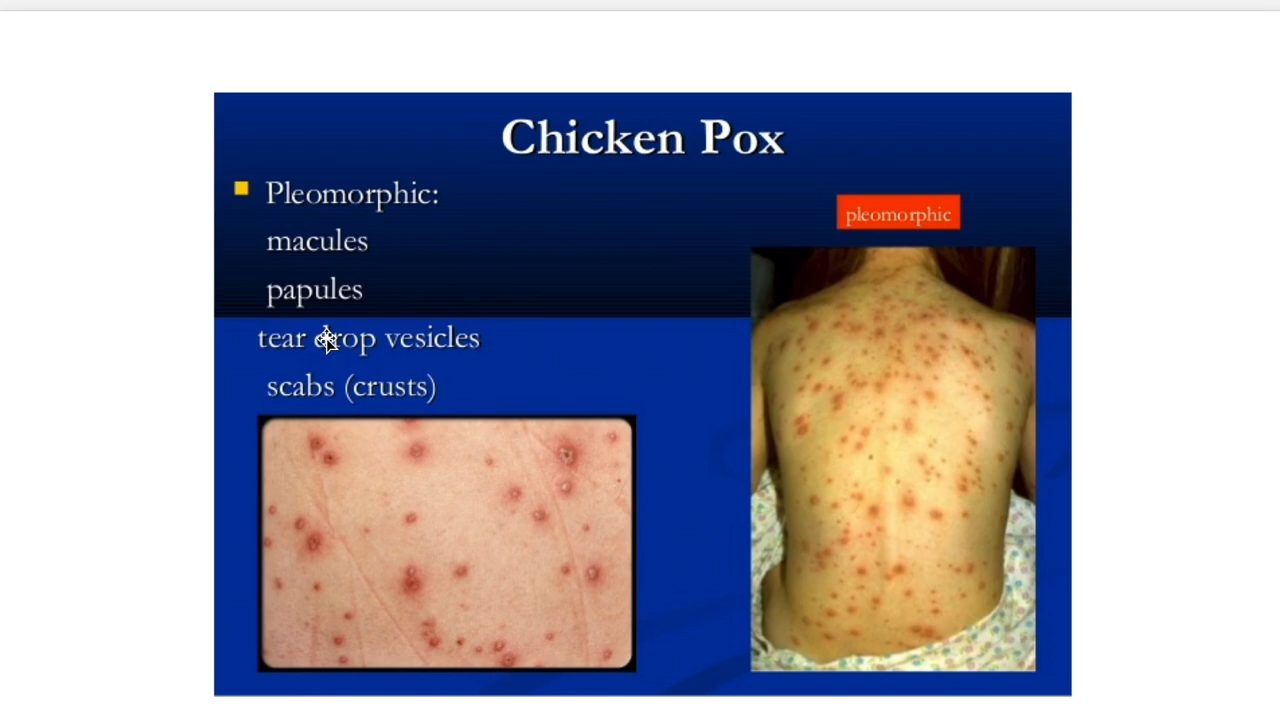 Chicken Pox
Pleomorphic:
macules
papules
tear drop vesicles
scabs (crusts)
pleomorphic